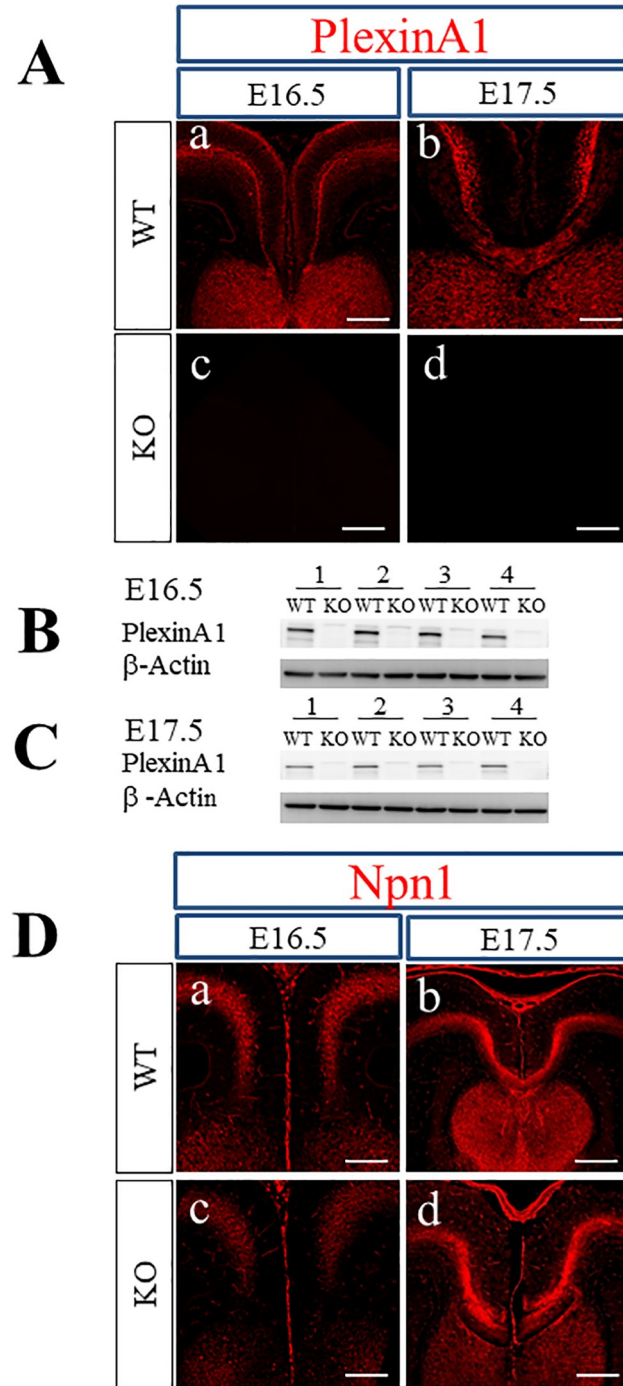 A
PlexinA1
E16.5 E17.5
WT
a b
KO
c d
B
E16.5
1 2 3 4
WT KO WT KO WT KO WT KO
PlexinA1
β-Actin
C
E17.5
1 2 3 4
WT KO WT KO WT KO WT KO
PlexinA1
β -Actin
D
Npn1
E16.5 E17.5
WT
a b
KO
c d